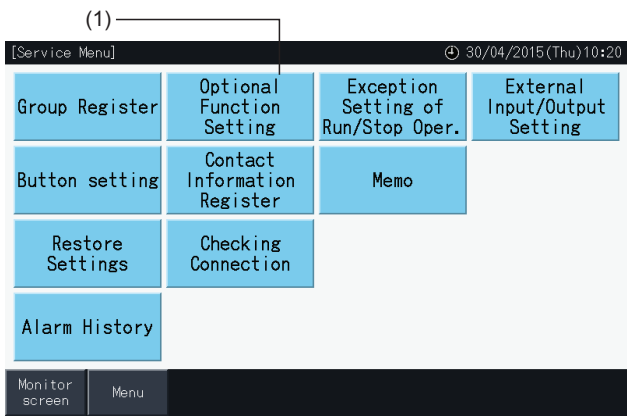 (1)
[Service Menu] 30/04/2015(Thu)10:20
Group Register
Optional
Function
Setting
Exception
Setting of
Run/Stop Oper.
External
Input/Output
Setting
Button setting
Contact
Information
Register
Memo
Restore
Settings
Checking
Connection
Alarm History
Monitor
screen
Menu